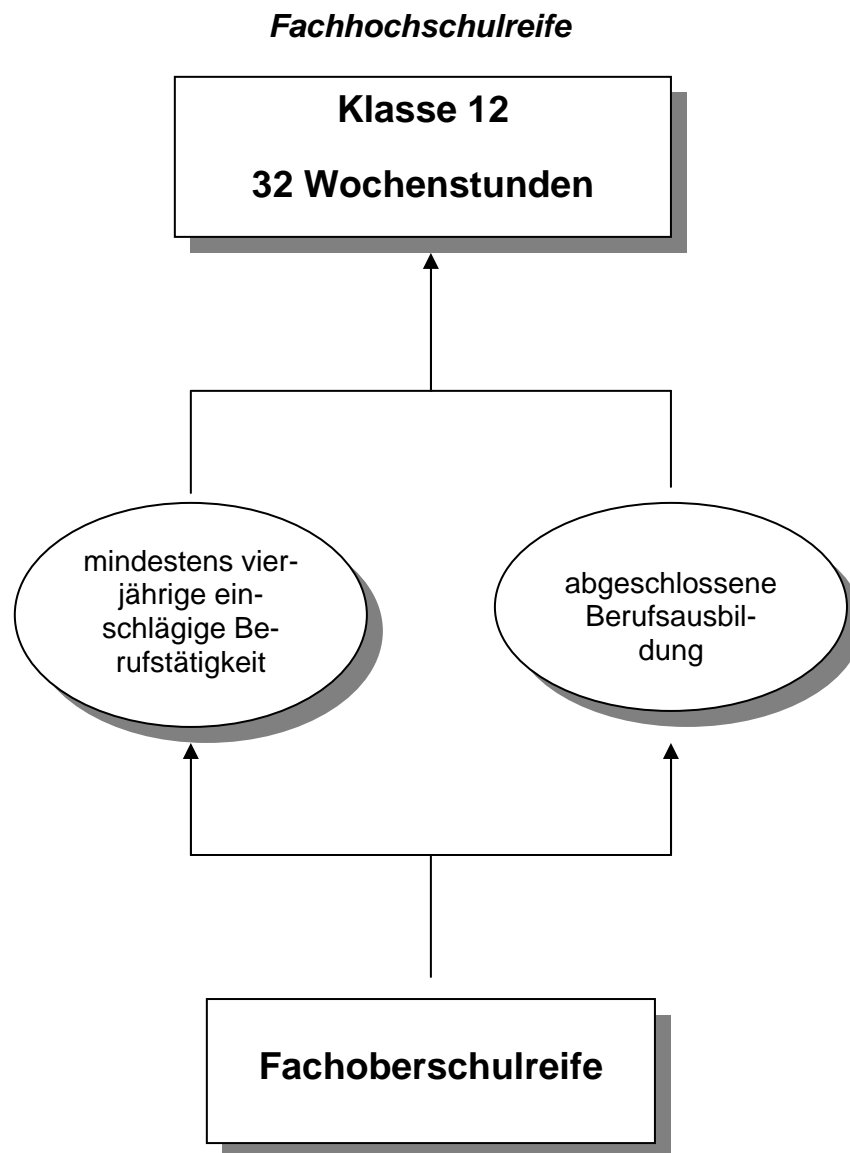 Fachhochschulreife
Klasse 12
32 Wochenstunden
mindestens vier-
jährige ein-
schlägige Be-
rufstätigkeit
abgeschlossene
Berufsausbil-
dung
Fachoberschulreife